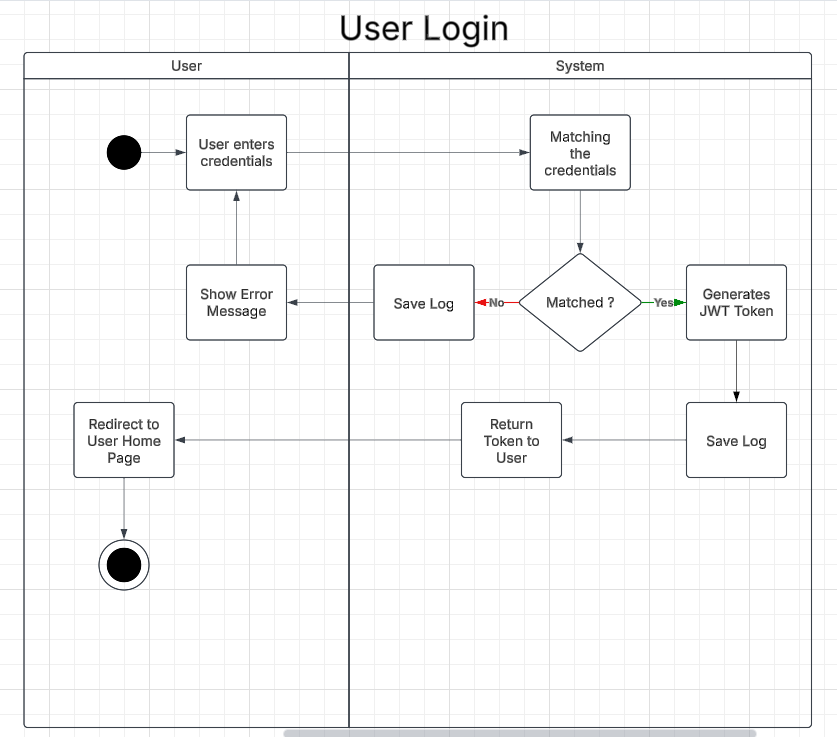 User Login
User
System
User enters
credentials
Matching
the
credentials
Show Error
Message
Save Log
No
Matched ?
Yes
Generates
JWT Token
Redirect to
User Home
Page
Return
Token to
User
Save Log